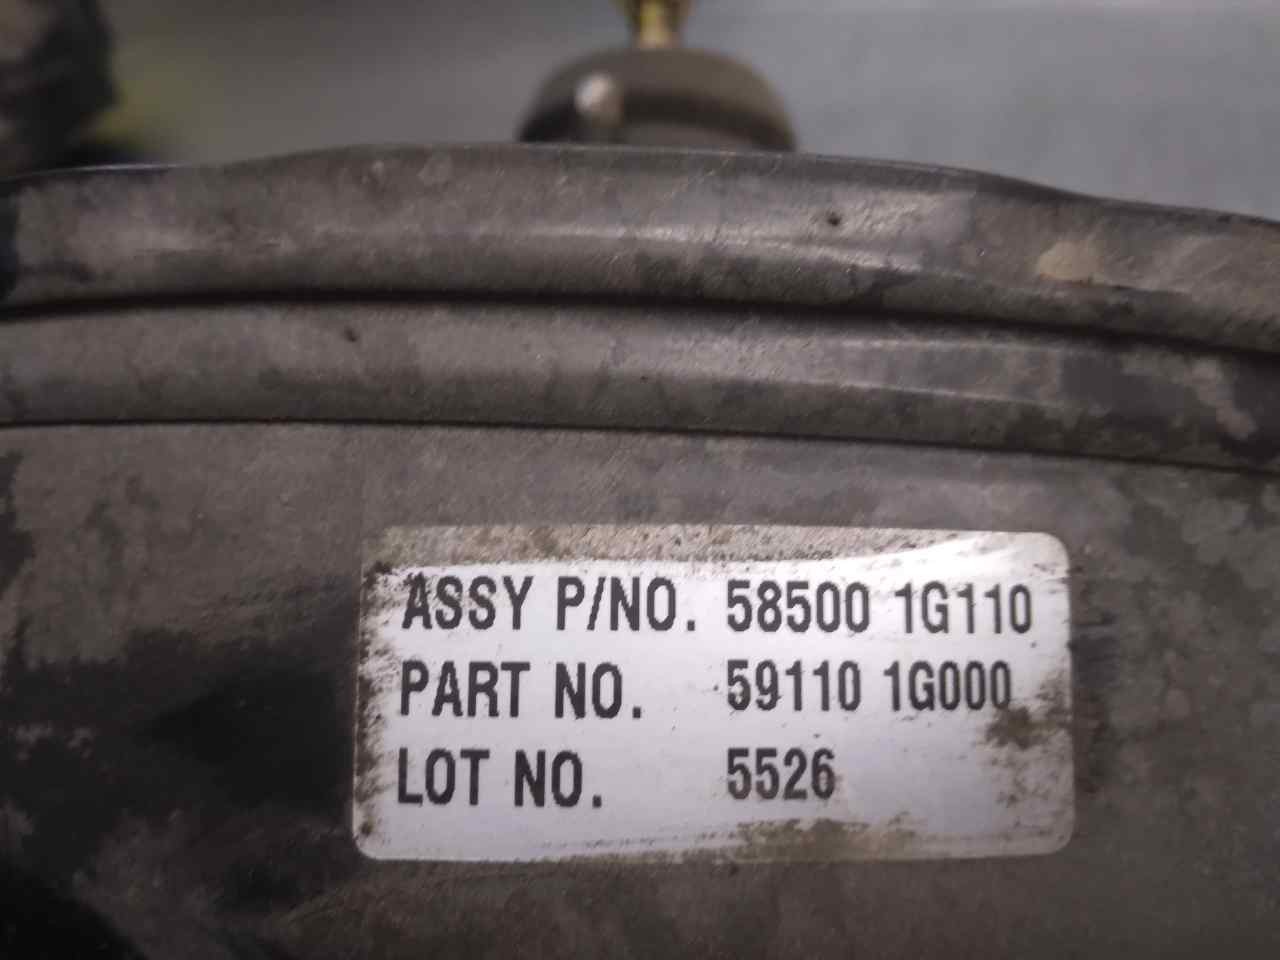 ASSY P/NO. 58500 1G110
PART NO. 59110 1G000
LOT NO. 5526